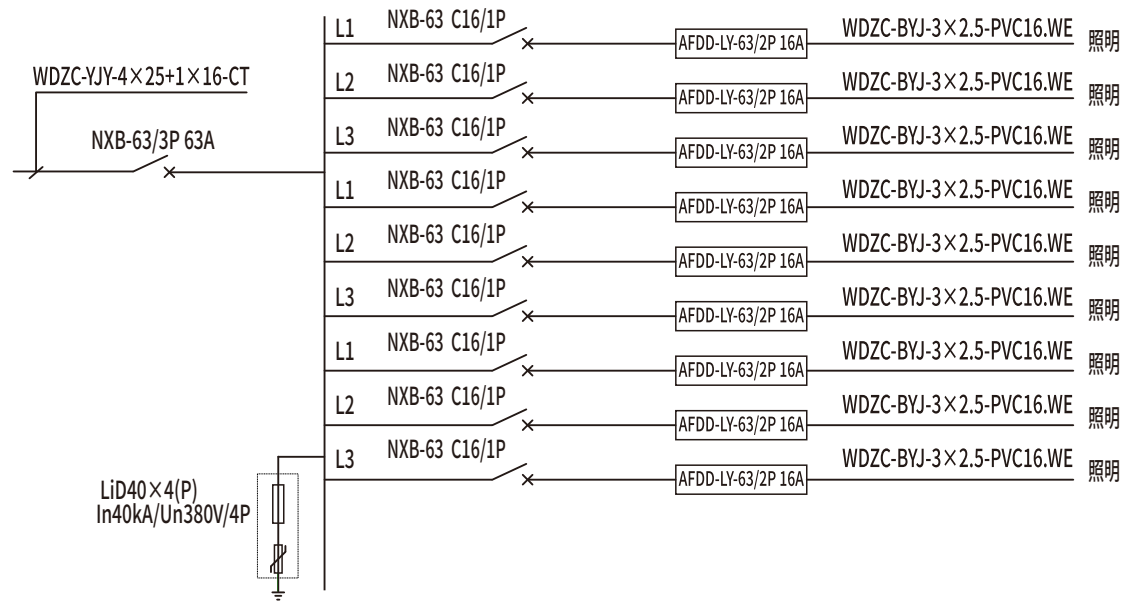 L1 NXB-63 C16/1P AFDD-LY-63/2P 16A WDZC-BYJ-3×2.5-PVC16.WE 照明
WDZC-YJY-4×25+1×16-CT
L2 NXB-63 C16/1P AFDD-LY-63/2P 16A WDZC-BYJ-3×2.5-PVC16.WE 照明
NXB-63/3P 63A
L3 NXB-63 C16/1P AFDD-LY-63/2P 16A WDZC-BYJ-3×2.5-PVC16.WE 照明
L1 NXB-63 C16/1P AFDD-LY-63/2P 16A WDZC-BYJ-3×2.5-PVC16.WE 照明
L2 NXB-63 C16/1P AFDD-LY-63/2P 16A WDZC-BYJ-3×2.5-PVC16.WE 照明
L3 NXB-63 C16/1P AFDD-LY-63/2P 16A WDZC-BYJ-3×2.5-PVC16.WE 照明
L1 NXB-63 C16/1P AFDD-LY-63/2P 16A WDZC-BYJ-3×2.5-PVC16.WE 照明
L2 NXB-63 C16/1P AFDD-LY-63/2P 16A WDZC-BYJ-3×2.5-PVC16.WE 照明
L3 NXB-63 C16/1P AFDD-LY-63/2P 16A WDZC-BYJ-3×2.5-PVC16.WE 照明
LiD40×4(P)
In40kA/Un380V/4P